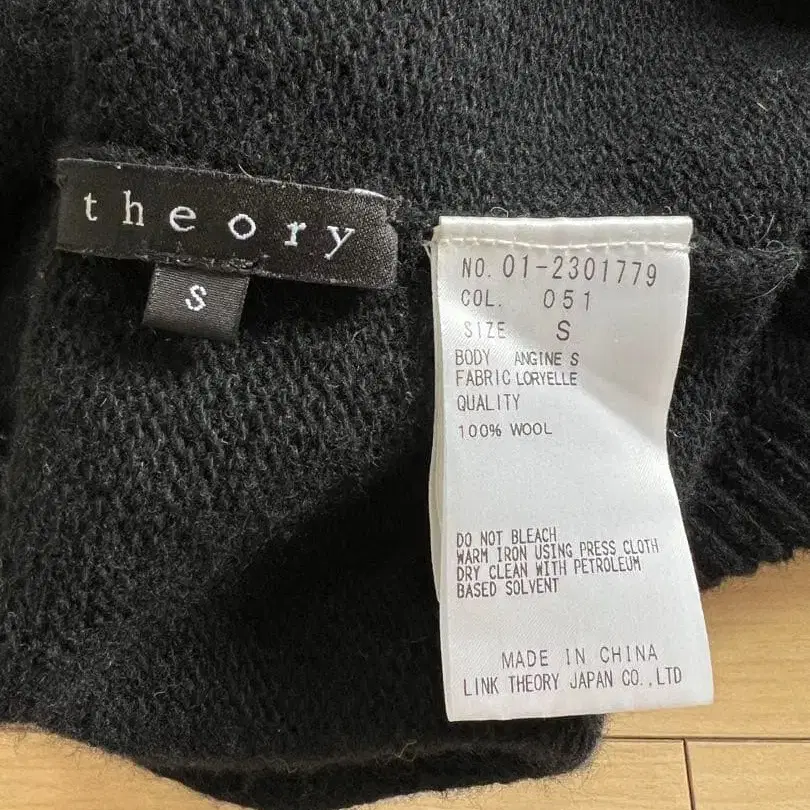 theory
S
NO. 01-2301779
COL. 051
SIZE S
BODY ANGINE S
FABRIC LORYELLE
QUALITY
100% WOOL
DO NOT BLEACH
WARM IRON USING PRESS CLOTH
DRY CLEAN WITH PETROLEUM
BASED SOLVENT
MADE IN CHINA
LINK THEORY JAPAN CO.,LTD